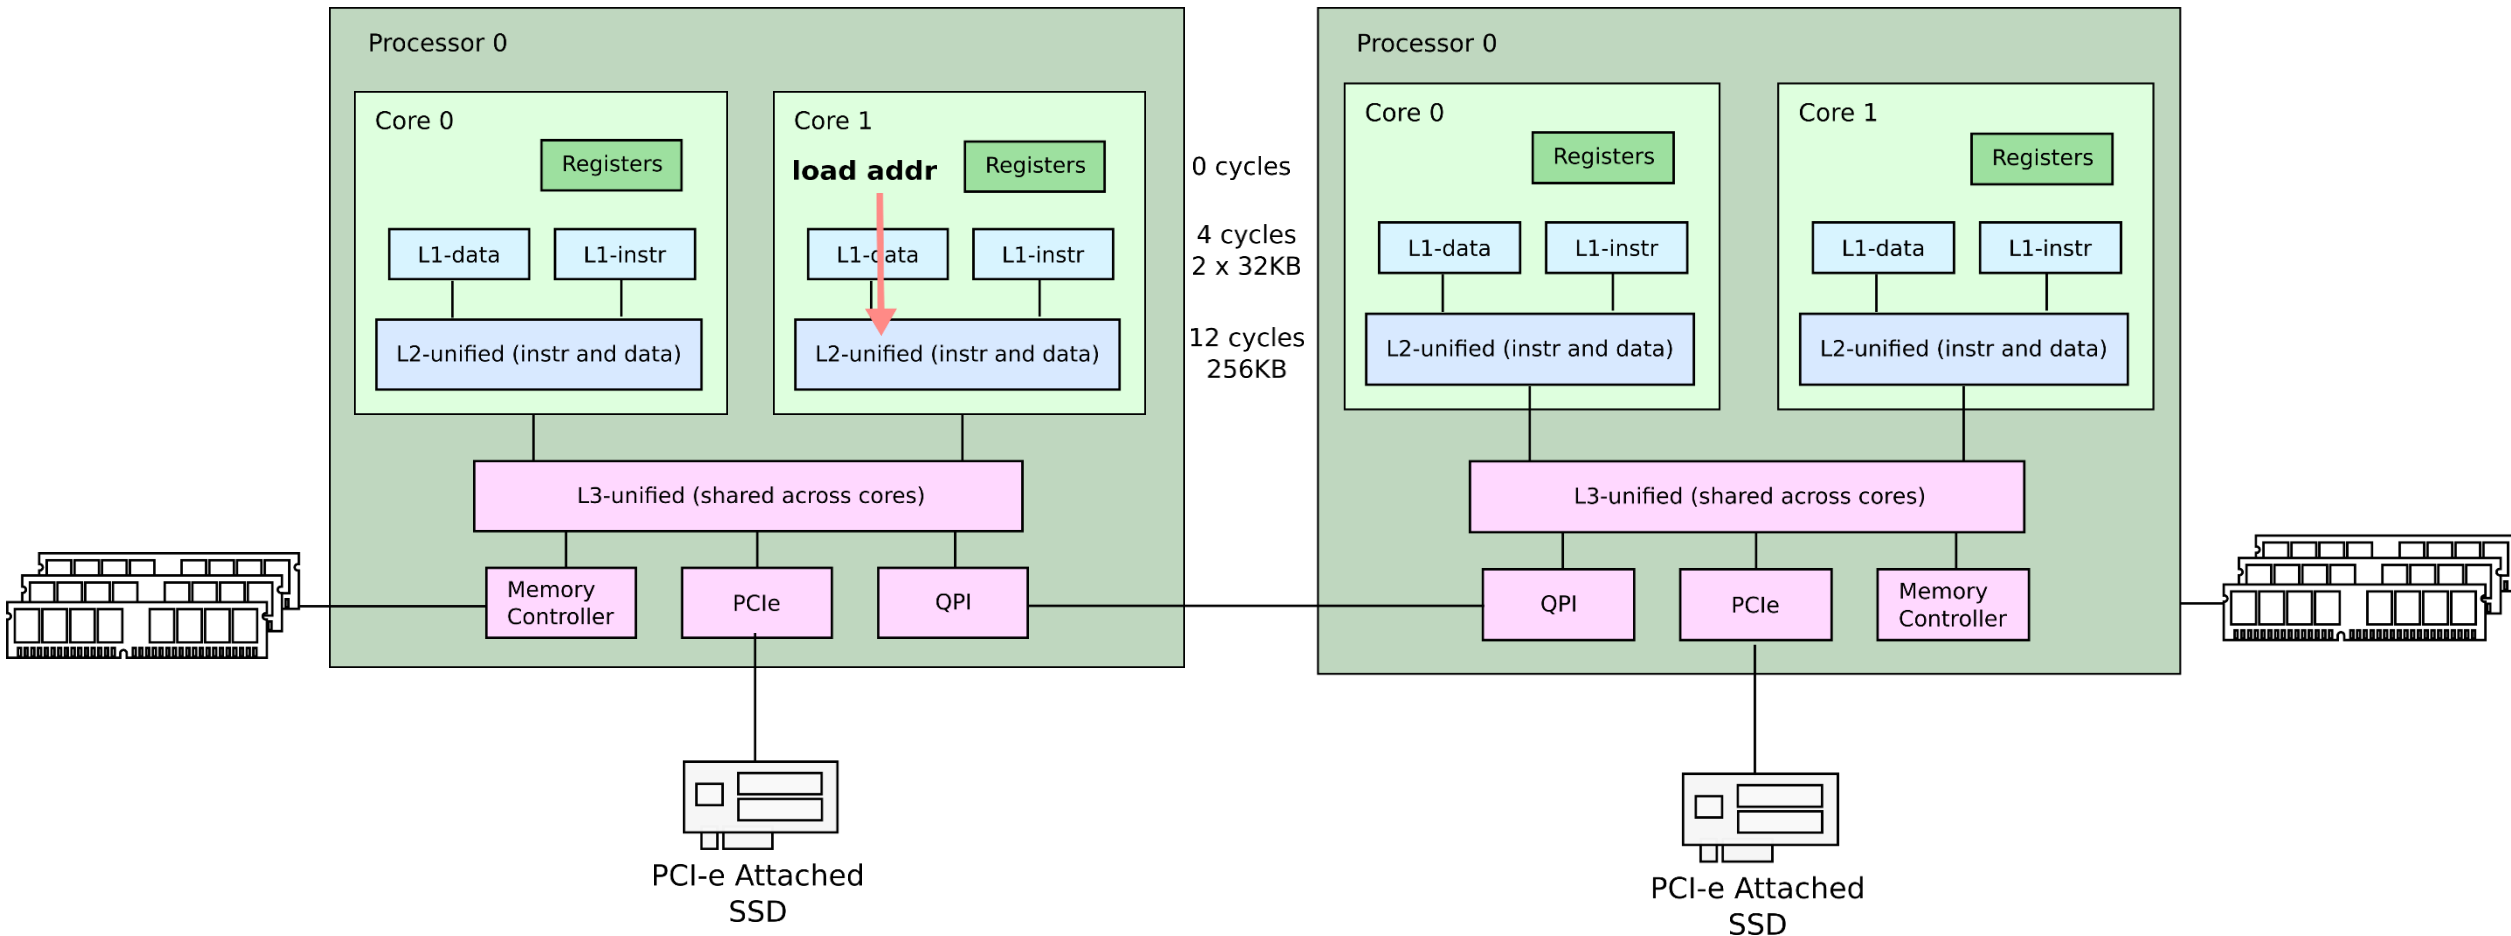 Processor 0
Core 0
Registers
L1-data
L1-instr
L2-unified (instr and data)
Core 1
load addr
Registers
L1-data
L1-instr
L2-unified (instr and data)
L3-unified (shared across cores)
Memory
Controller
PCIe
QPI
PCI-e Attached
SSD
0 cycles
4 cycles
2 x 32KB
12 cycles
256KB
Processor 0
Core 0
Registers
L1-data
L1-instr
L2-unified (instr and data)
Core 1
Registers
L1-data
L1-instr
L2-unified (instr and data)
L3-unified (shared across cores)
QPI
PCIe
Memory
Controller
PCI-e Attached
SSD